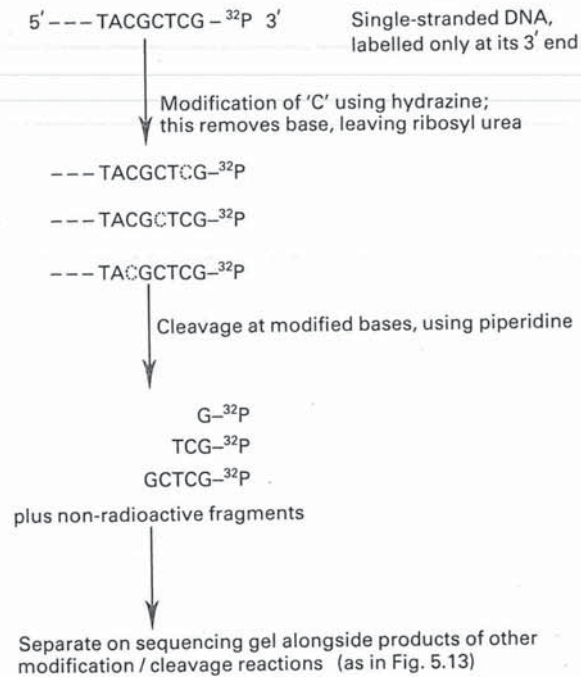 5′ ---TACGCTCG – ³²P 3′
Single-stranded DNA,
labelled only at its 3′ end
Modification of ‘C’ using hydrazine;
this removes base, leaving ribosyl urea
---TACGCTCG–³²P
---TACGCTCG–³²P
---TACGCTCG–³²P
Cleavage at modified bases, using piperidine
G–³²P
TCG–³²P
GCTCG–³²P
plus non-radioactive fragments
Separate on sequencing gel alongside products of other
modification / cleavage reactions (as in Fig. 5.13)